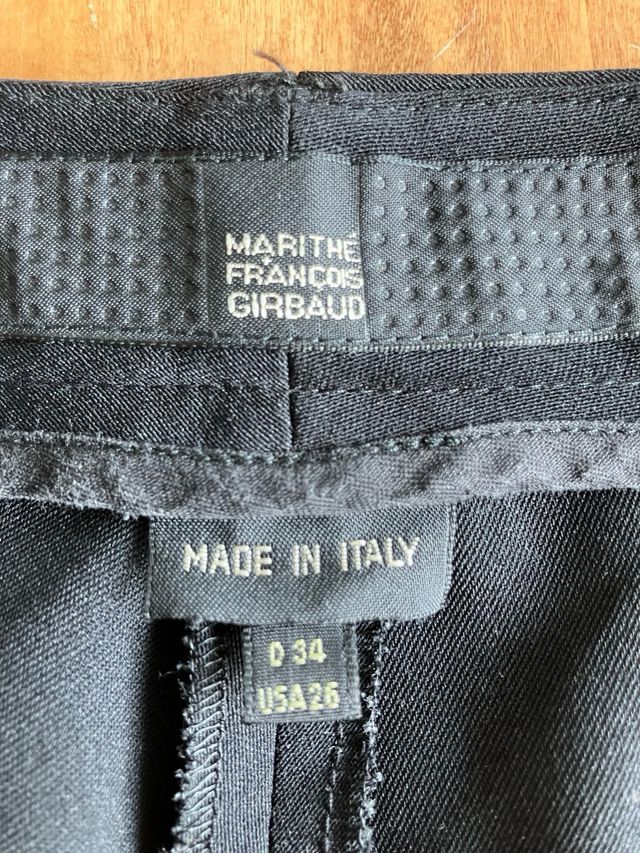 MARITHÉ
FRANÇOIS
GIRBAUD
MADE IN ITALY
D 34
USA 26